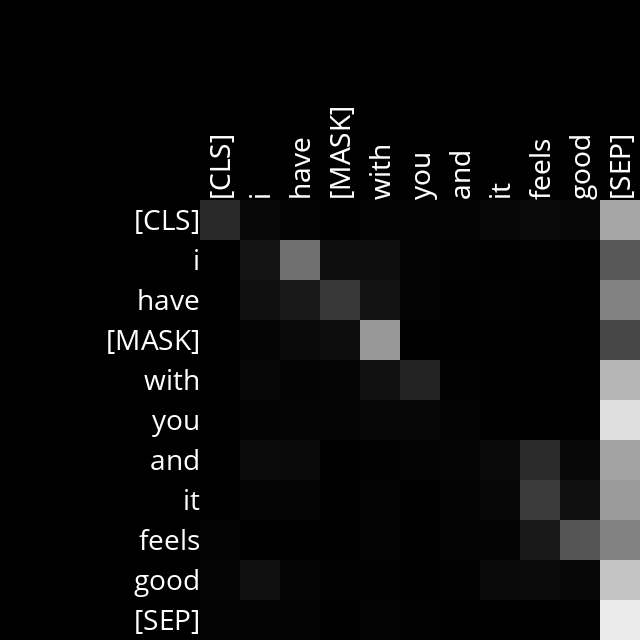 [CLS] i have [MASK] with you and it feels good [SEP]
[CLS]
i
have
[MASK]
with
you
and
it
feels
good
[SEP]